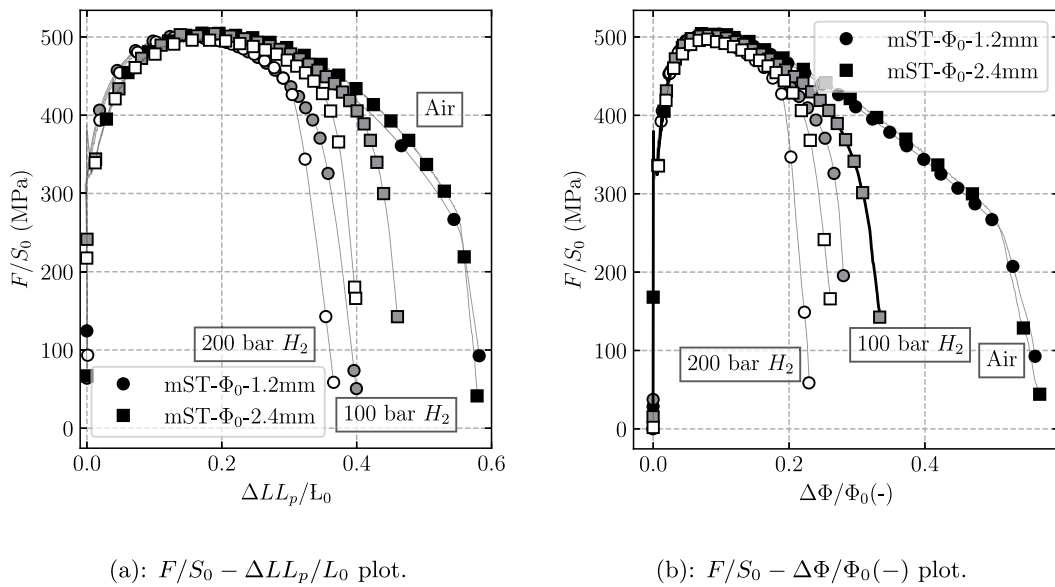 500
400
300
200
100
0
F/S₀ (MPa)
Air
200 bar H₂
100 bar H₂
mST-Φ₀-1.2mm
mST-Φ₀-2.4mm
0.0 0.2 0.4 0.6
ΔLLₚ/Ł₀
500
400
300
200
100
0
F/S₀ (MPa)
mST-Φ₀-1.2mm
mST-Φ₀-2.4mm
200 bar H₂
100 bar H₂
Air
0.0 0.2 0.4
ΔΦ/Φ₀(-)
(a): F/S₀ − ΔLLₚ/L₀ plot.
(b): F/S₀ − ΔΦ/Φ₀(−) plot.